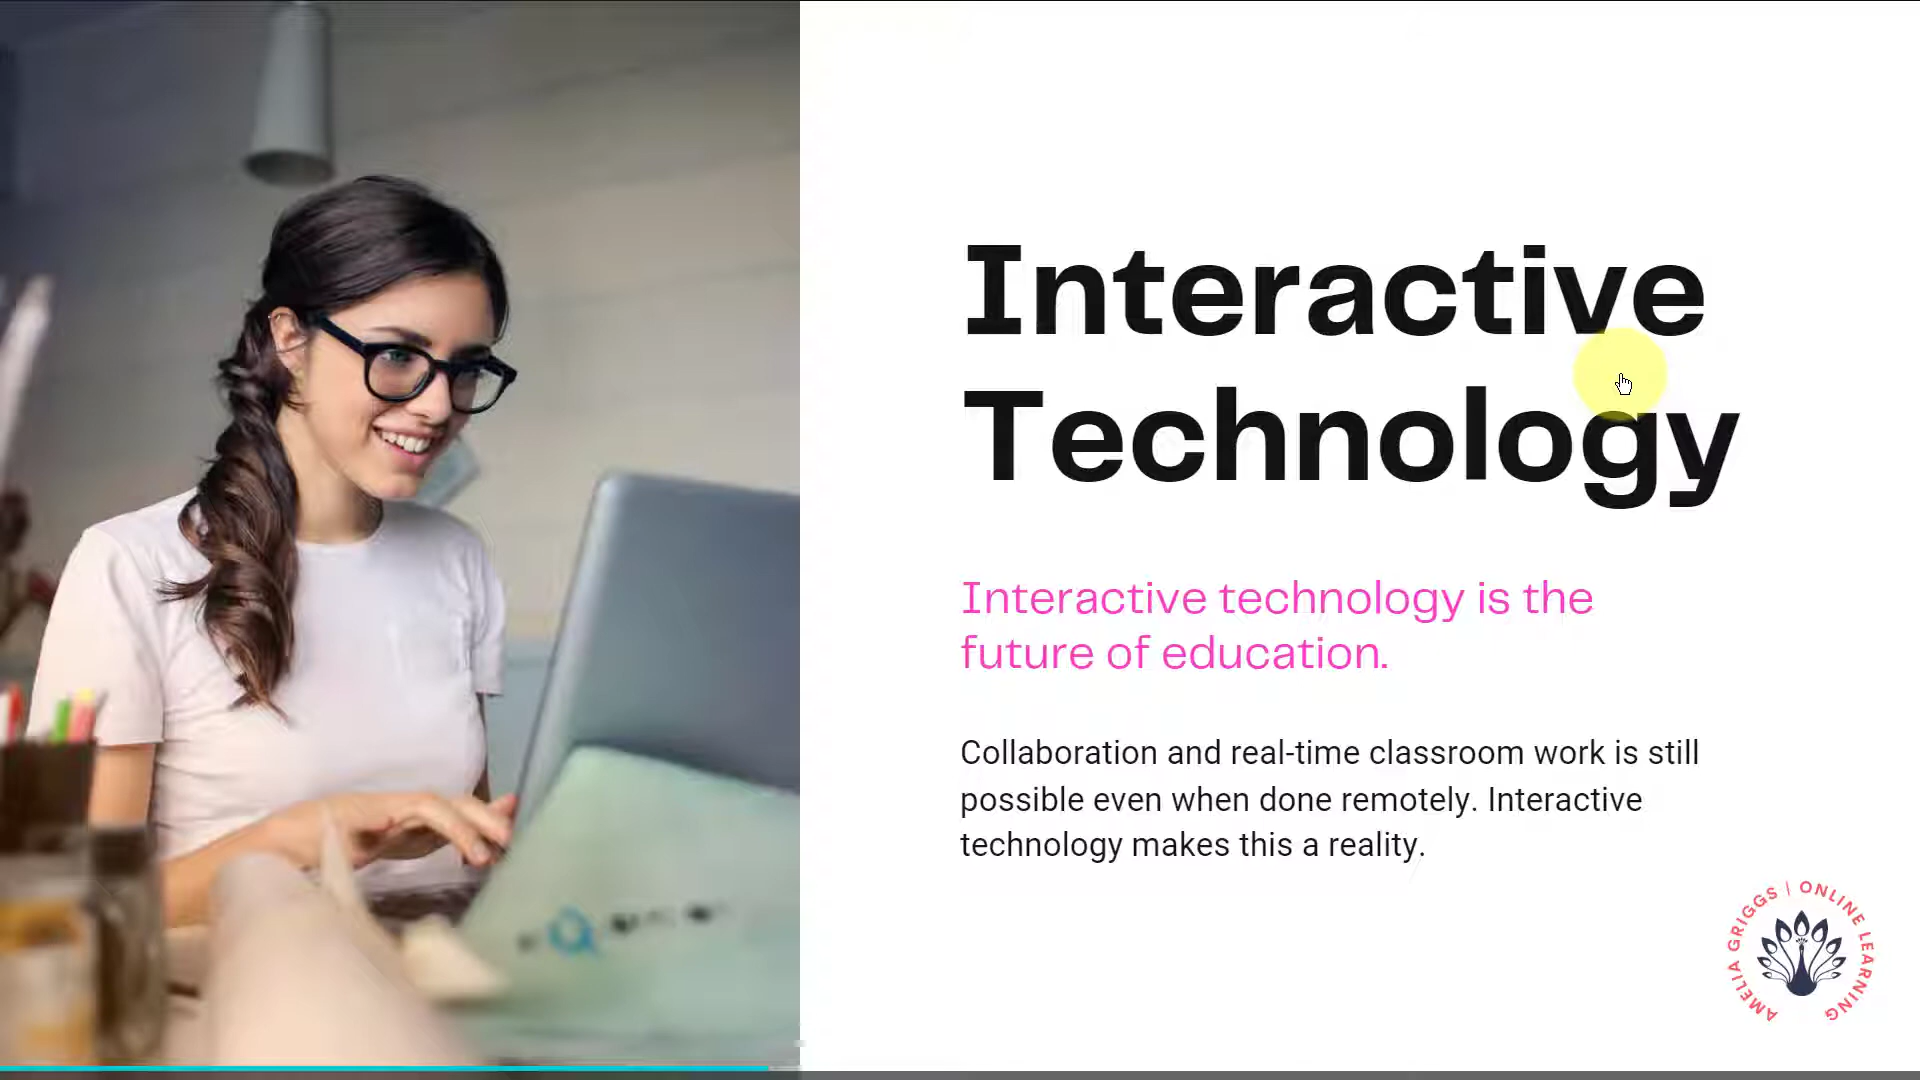 Interactive
Technology
Interactive technology is the
future of education.
Collaboration and real-time classroom work is still
possible even when done remotely. Interactive
technology makes this a reality.
AMELIA GRIGGS | ONLINE LEARNING